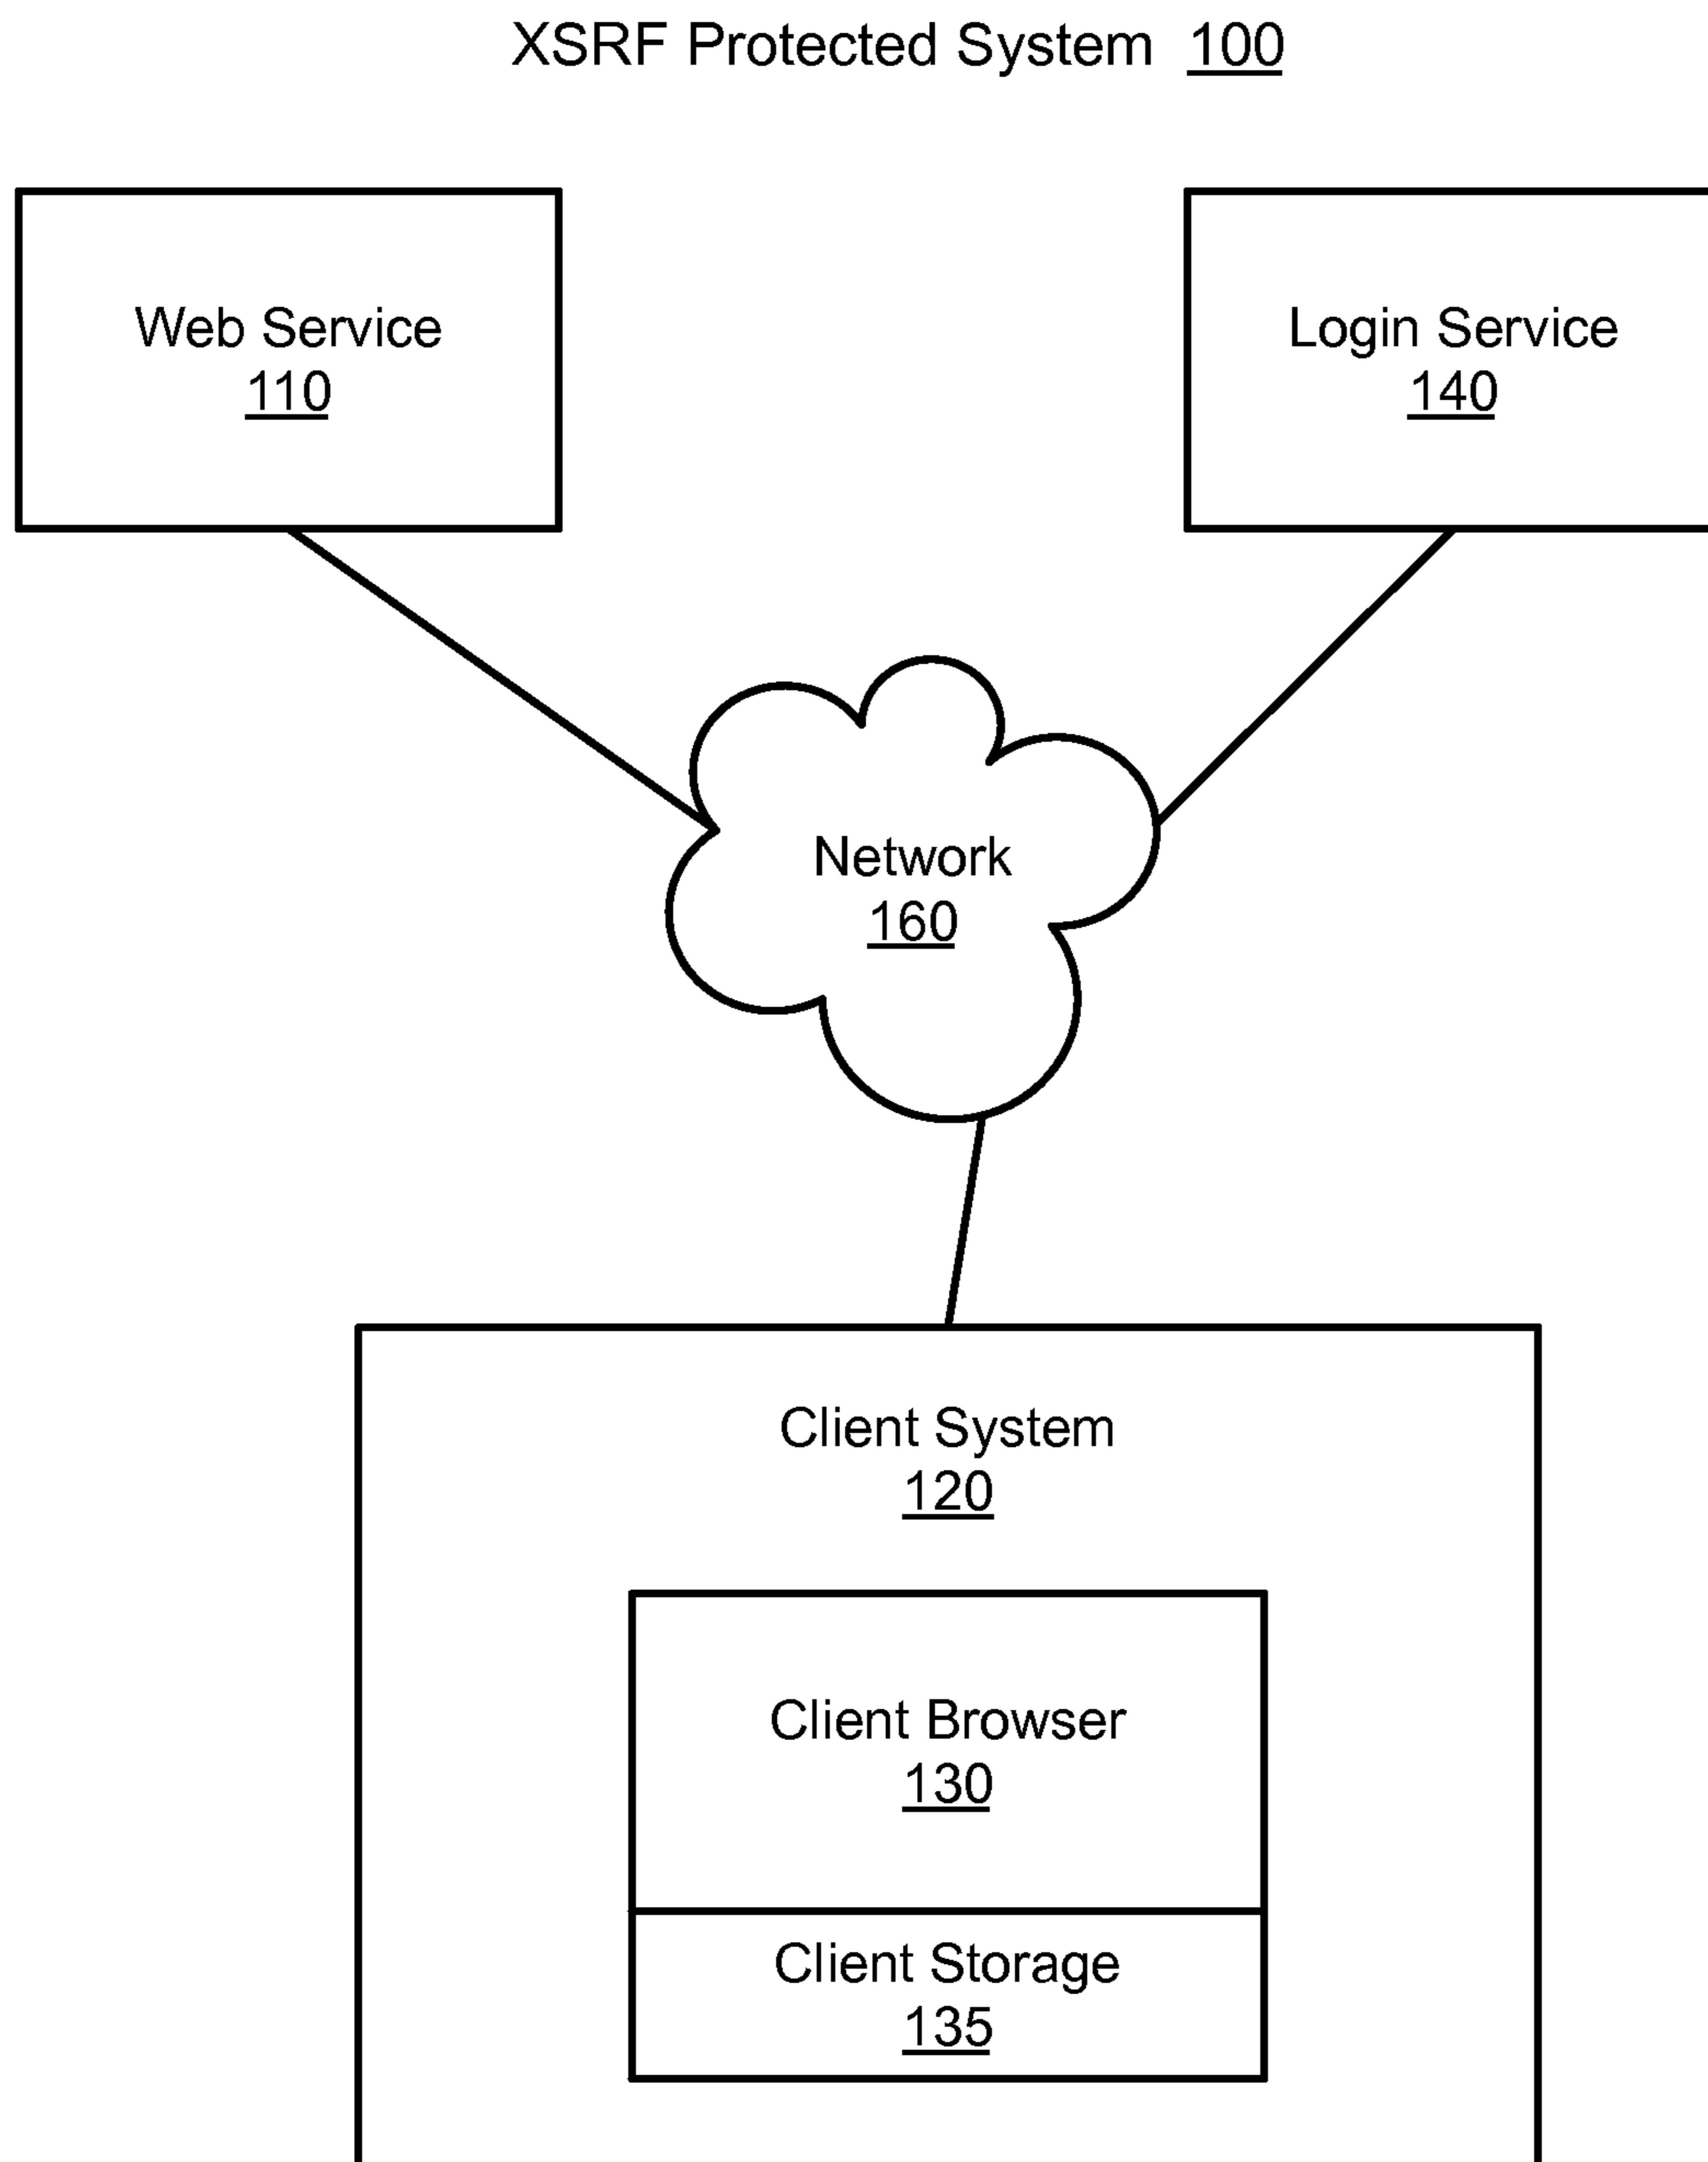 XSRF Protected System 100
Web Service
110
Login Service
140
Network
160
Client System
120
Client Browser
130
Client Storage
135